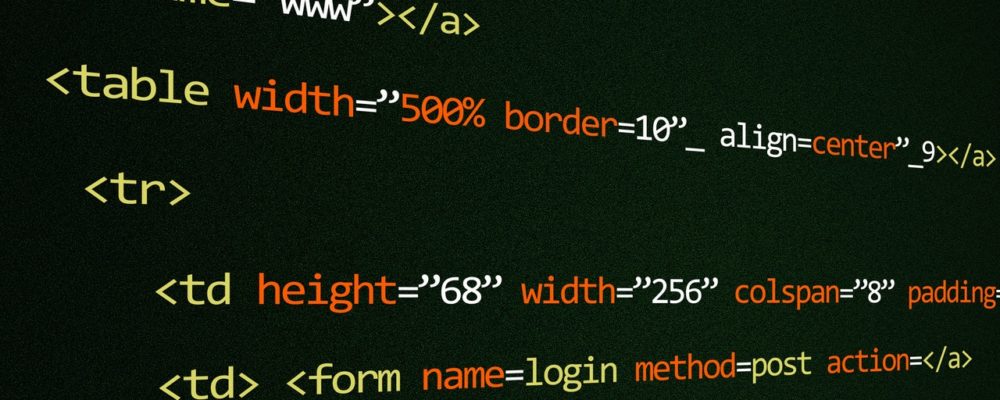 www”></a>
<table width=”500% border=10”_ align=center”_9></a>
<tr>
<td height=”68” width=”256” colspan=”8” padding=
<td> <form name=login method=post action=</a>